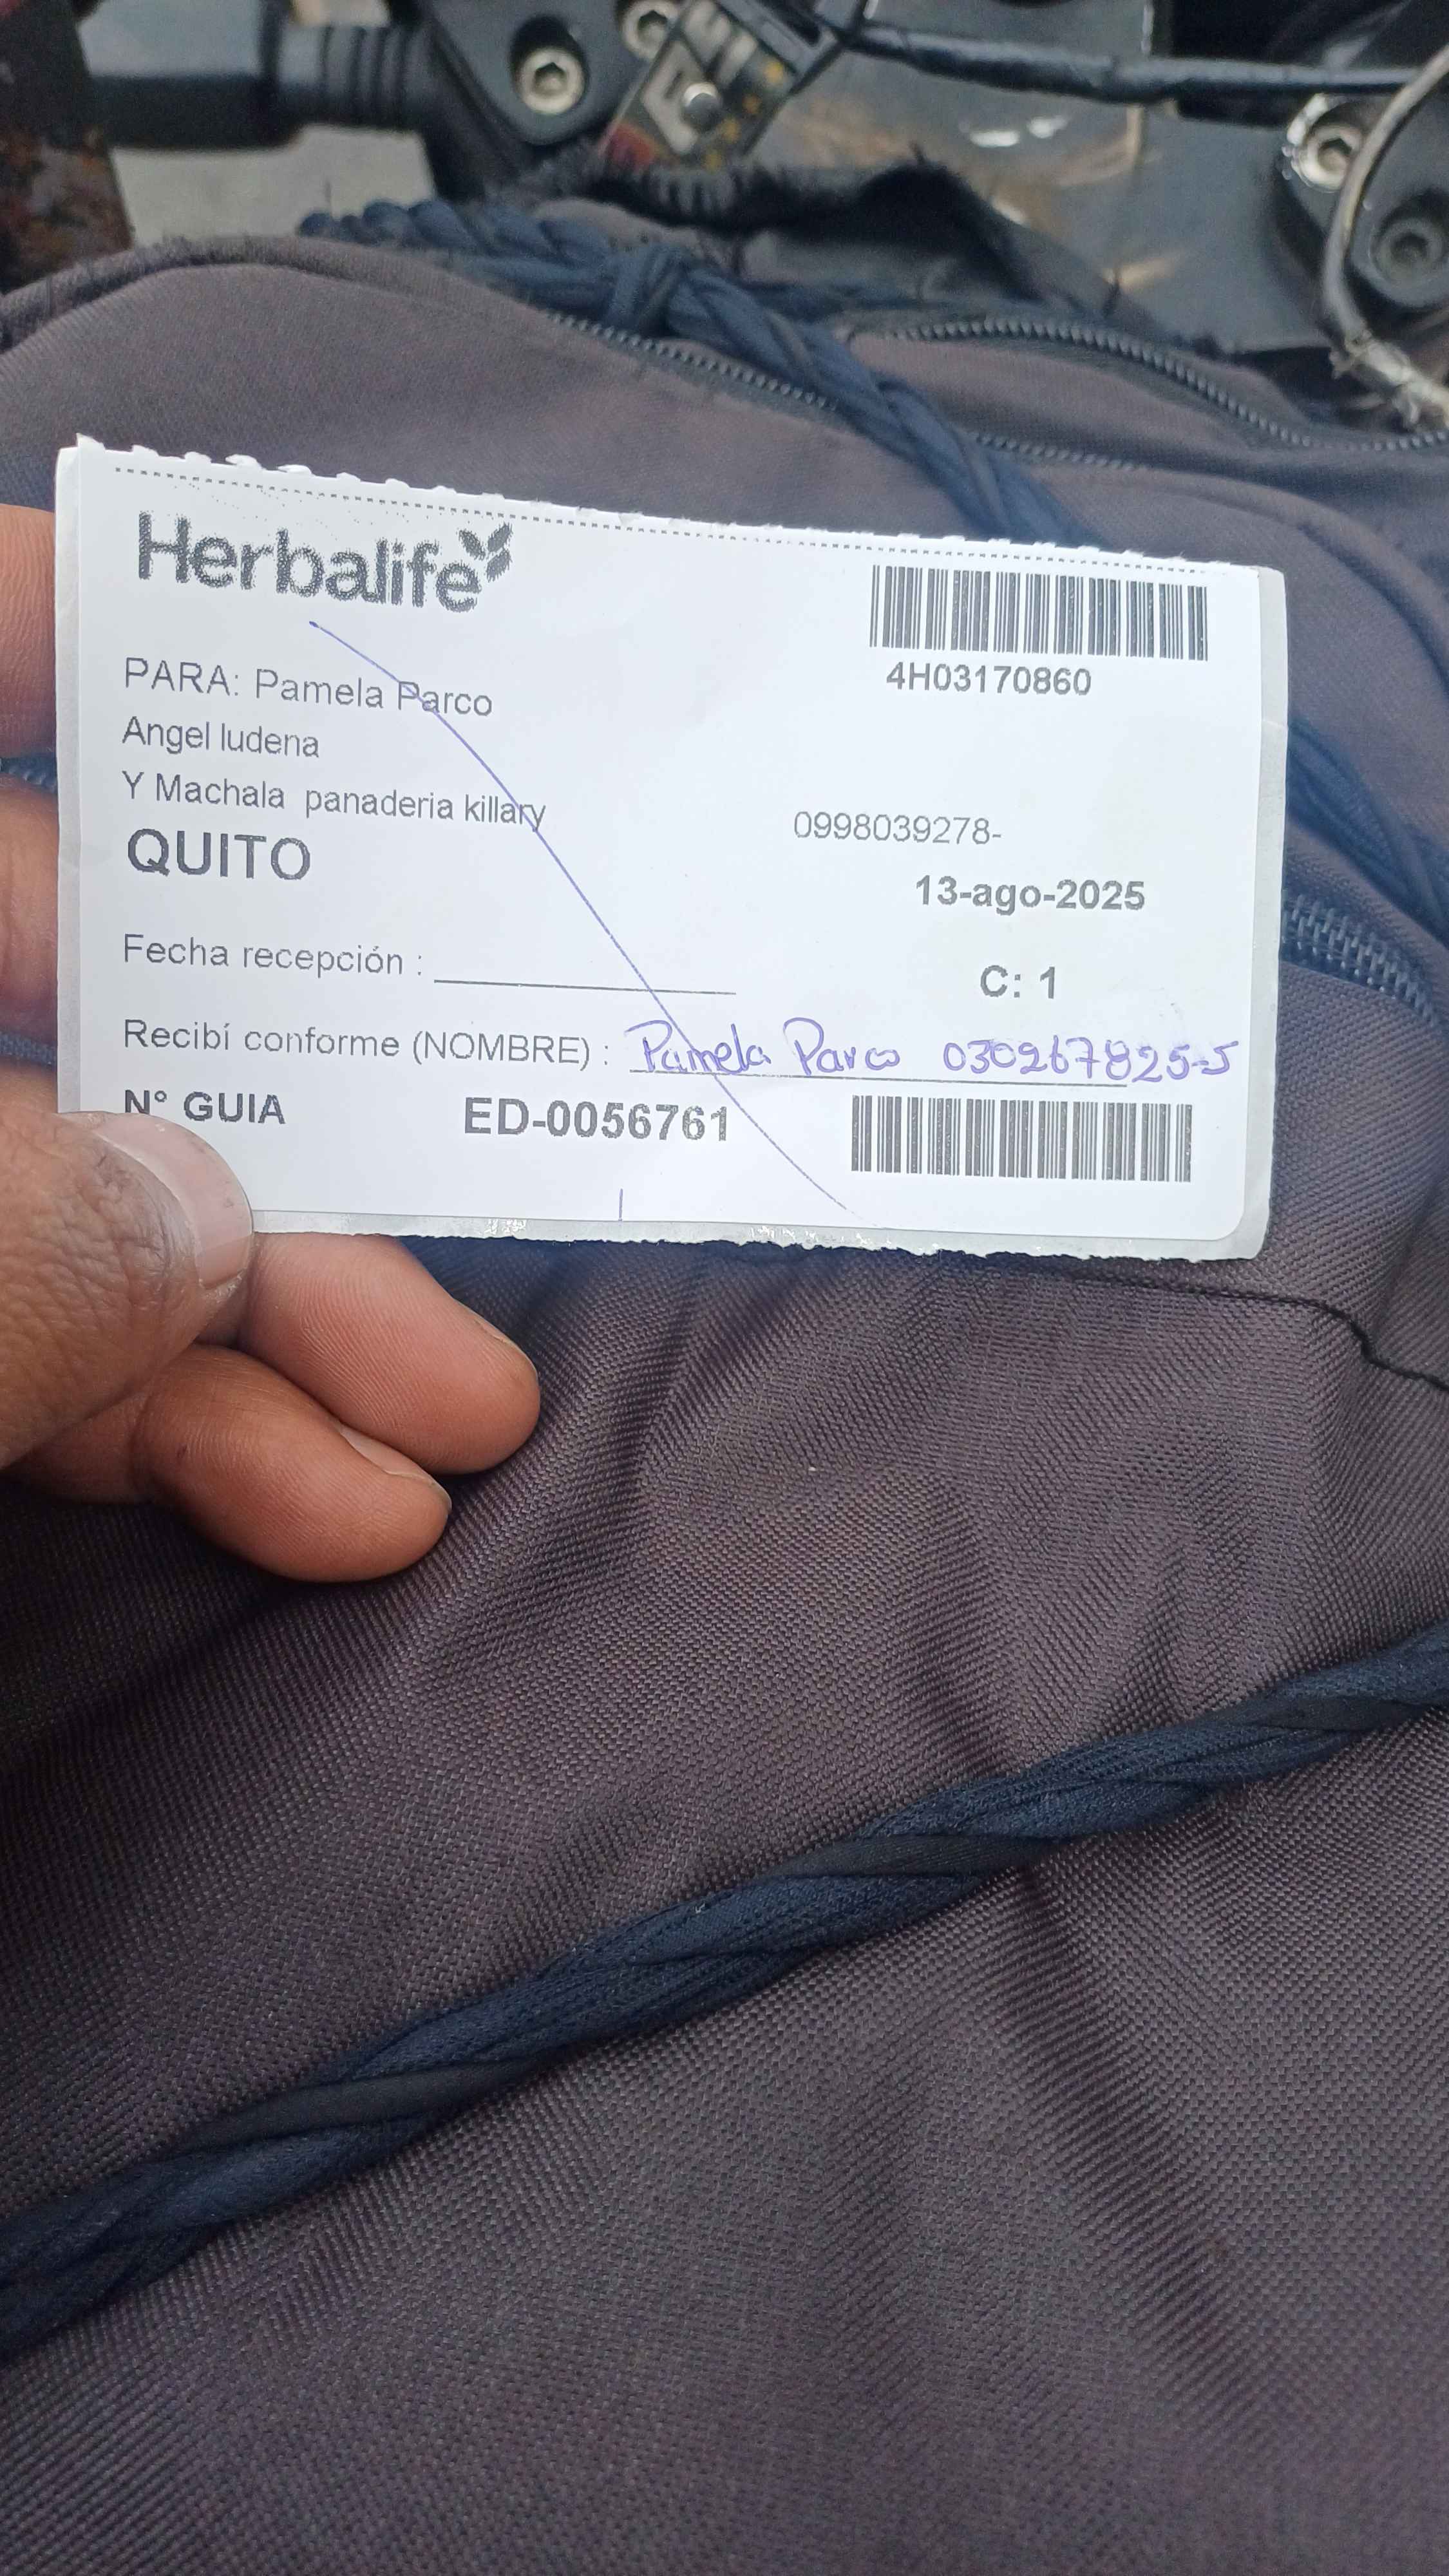 Herbalife
4H03170860
PARA: Pamela Parco
Angel ludena
Y Machala panaderia killary
0998039278-
QUITO
13-ago-2025
Fecha recepción :
C: 1
Recibí conforme (NOMBRE) : Pamela Parco 030267825-5
N° GUIA ED-0056761